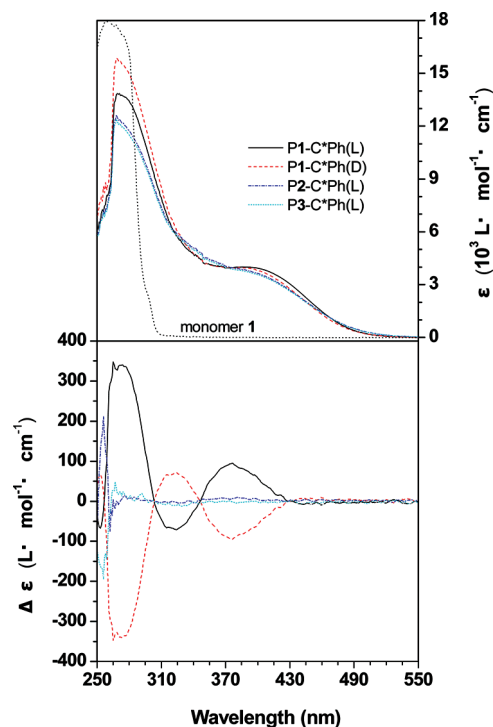 18
15
12
9
6
3
0
ε (10³ L· mol⁻¹· cm⁻¹)
P1-C*Ph(L)
P1-C*Ph(D)
P2-C*Ph(L)
P3-C*Ph(L)
monomer 1
400
300
200
100
0
-100
-200
-300
-400
Δ ε (L· mol⁻¹· cm⁻¹)
250 310 370 430 490 550
Wavelength (nm)